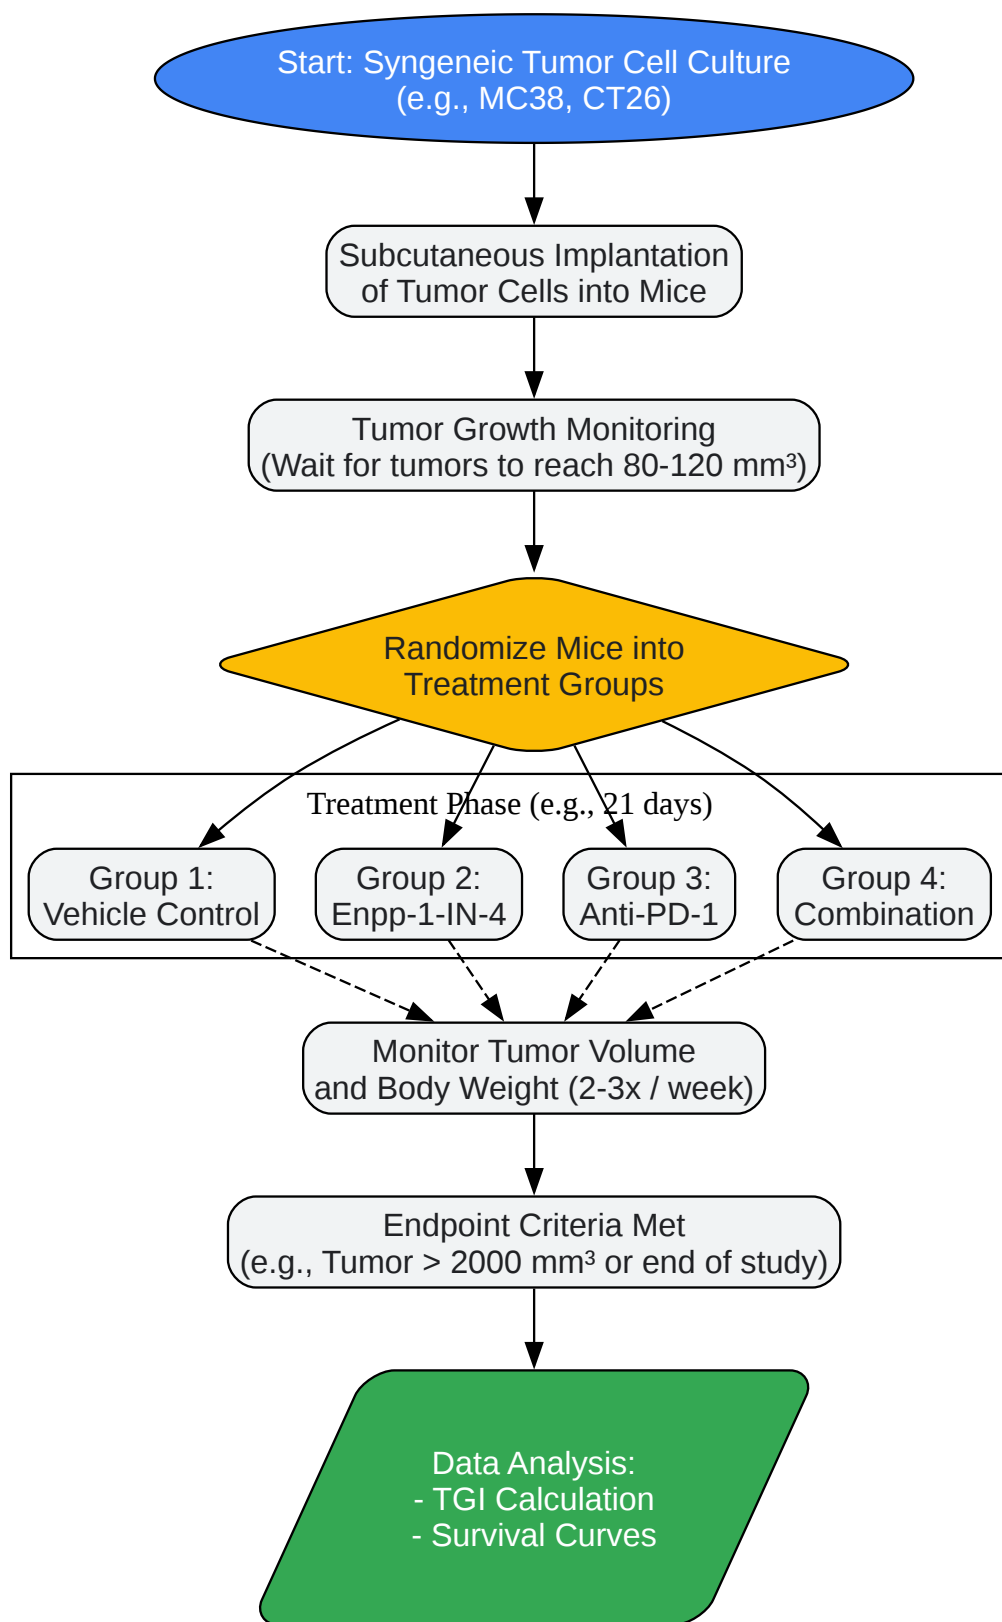 Start: Syngeneic Tumor Cell Culture
(e.g., MC38, CT26)
Subcutaneous Implantation
of Tumor Cells into Mice
Tumor Growth Monitoring
(Wait for tumors to reach 80-120 mm³)
Randomize Mice into
Treatment Groups
Treatment Phase (e.g., 21 days)
Group 1:
Vehicle Control
Group 2:
Enpp-1-IN-4
Group 3:
Anti-PD-1
Group 4:
Combination
Monitor Tumor Volume
and Body Weight (2-3x / week)
Endpoint Criteria Met
(e.g., Tumor > 2000 mm³ or end of study)
Data Analysis:
- TGI Calculation
- Survival Curves